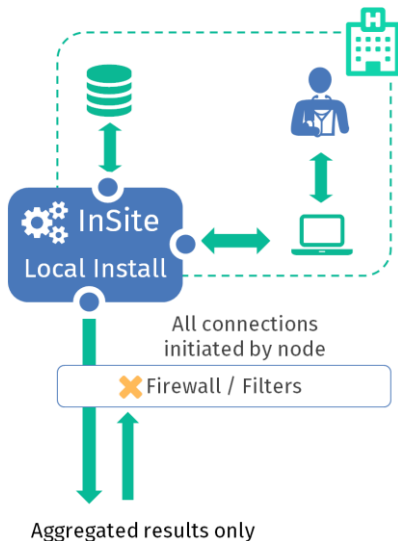 H
InSite
Local Install
All connections
initiated by node
Firewall / Filters
Aggregated results only